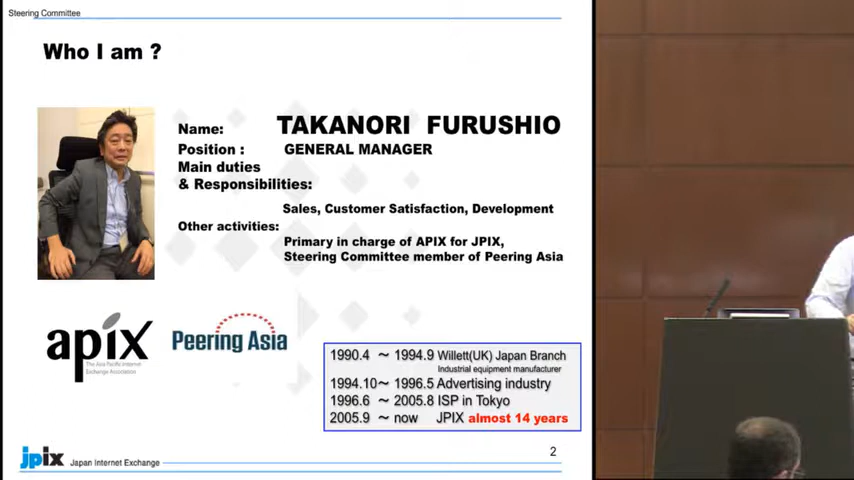 Steering Committee
Who I am ?
Name: TAKANORI FURUSHIO
Position : GENERAL MANAGER
Main duties
& Responsibilities:
Sales, Customer Satisfaction, Development
Other activities:
Primary in charge of APIX for JPIX,
Steering Committee member of Peering Asia
apix
The Asia Pacific Internet
Exchange Association
Peering Asia
1990.4 ~ 1994.9 Willett(UK) Japan Branch
Industrial equipment manufacturer
1994.10~ 1996.5 Advertising industry
1996.6 ~ 2005.8 ISP in Tokyo
2005.9 ~ now JPIX almost 14 years
jpix Japan Internet Exchange
2